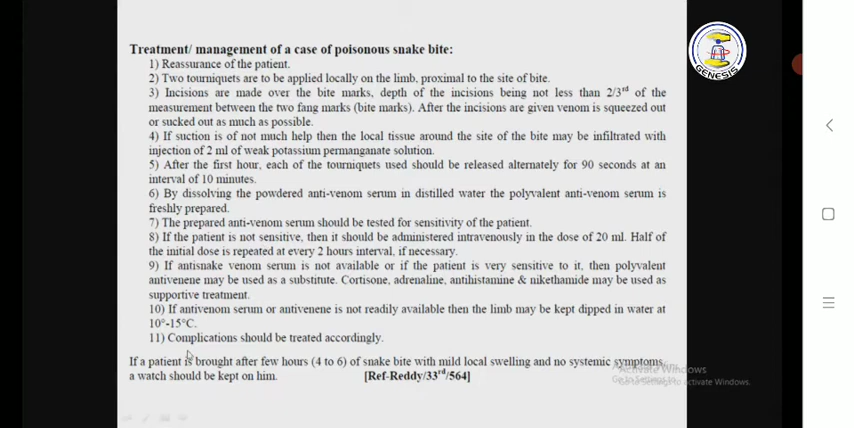 GENESIS
Treatment/ management of a case of poisonous snake bite:
1) Reassurance of the patient.
2) Two tourniquets are to be applied locally on the limb, proximal to the site of bite.
3) Incisions are made over the bite marks, depth of the incisions being not less than 2/3rd of the
measurement between the two fang marks (bite marks). After the incisions are given venom is squeezed out
or sucked out as much as possible.
4) If suction is of not much help then the local tissue around the site of the bite may be infiltrated with
injection of 2 ml of weak potassium permanganate solution.
5) After the first hour, each of the tourniquets used should be released alternately for 90 seconds at an
interval of 10 minutes.
6) By dissolving the powdered anti-venom serum in distilled water the polyvalent anti-venom serum is
freshly prepared.
7) The prepared anti-venom serum should be tested for sensitivity of the patient.
8) If the patient is not sensitive, then it should be administered intravenously in the dose of 20 ml. Half of
the initial dose is repeated at every 2 hours interval, if necessary.
9) If antisnake venom serum is not available or if the patient is very sensitive to it, then polyvalent
antivenene may be used as a substitute. Cortisone, adrenaline, antihistamine & nikethamide may be used as
supportive treatment.
10) If antivenom serum or antivenene is not readily available then the limb may be kept dipped in water at
10°-15°C.
11) Complications should be treated accordingly.
If a patient is brought after few hours (4 to 6) of snake bite with mild local swelling and no systemic symptoms,
a watch should be kept on him. [Ref-Reddy/33rd/564]
Activate Windows
Go to Settings to activate Windows.